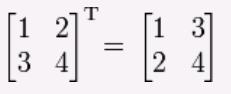 [1 2
3 4]ᵀ = [1 3
2 4]